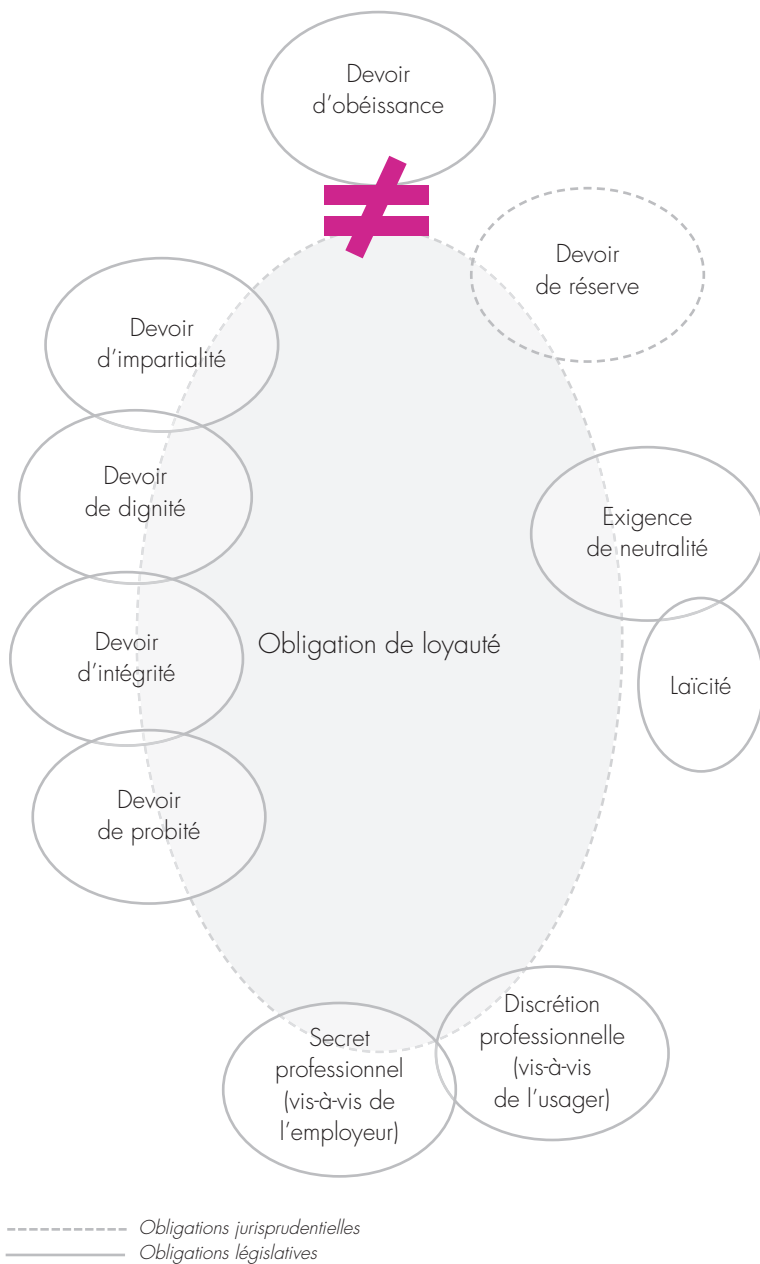 Devoir
d'obéissance
≠
Devoir
de réserve
Devoir
d'impartialité
Devoir
de dignité
Exigence
de neutralité
Devoir
d'intégrité
Obligation de loyauté
Laïcité
Devoir
de probité
Secret
professionnel
(vis-à-vis de
l'employeur)
Discrétion
professionnelle
(vis-à-vis
de l'usager)
Obligations jurisprudentielles
Obligations législatives